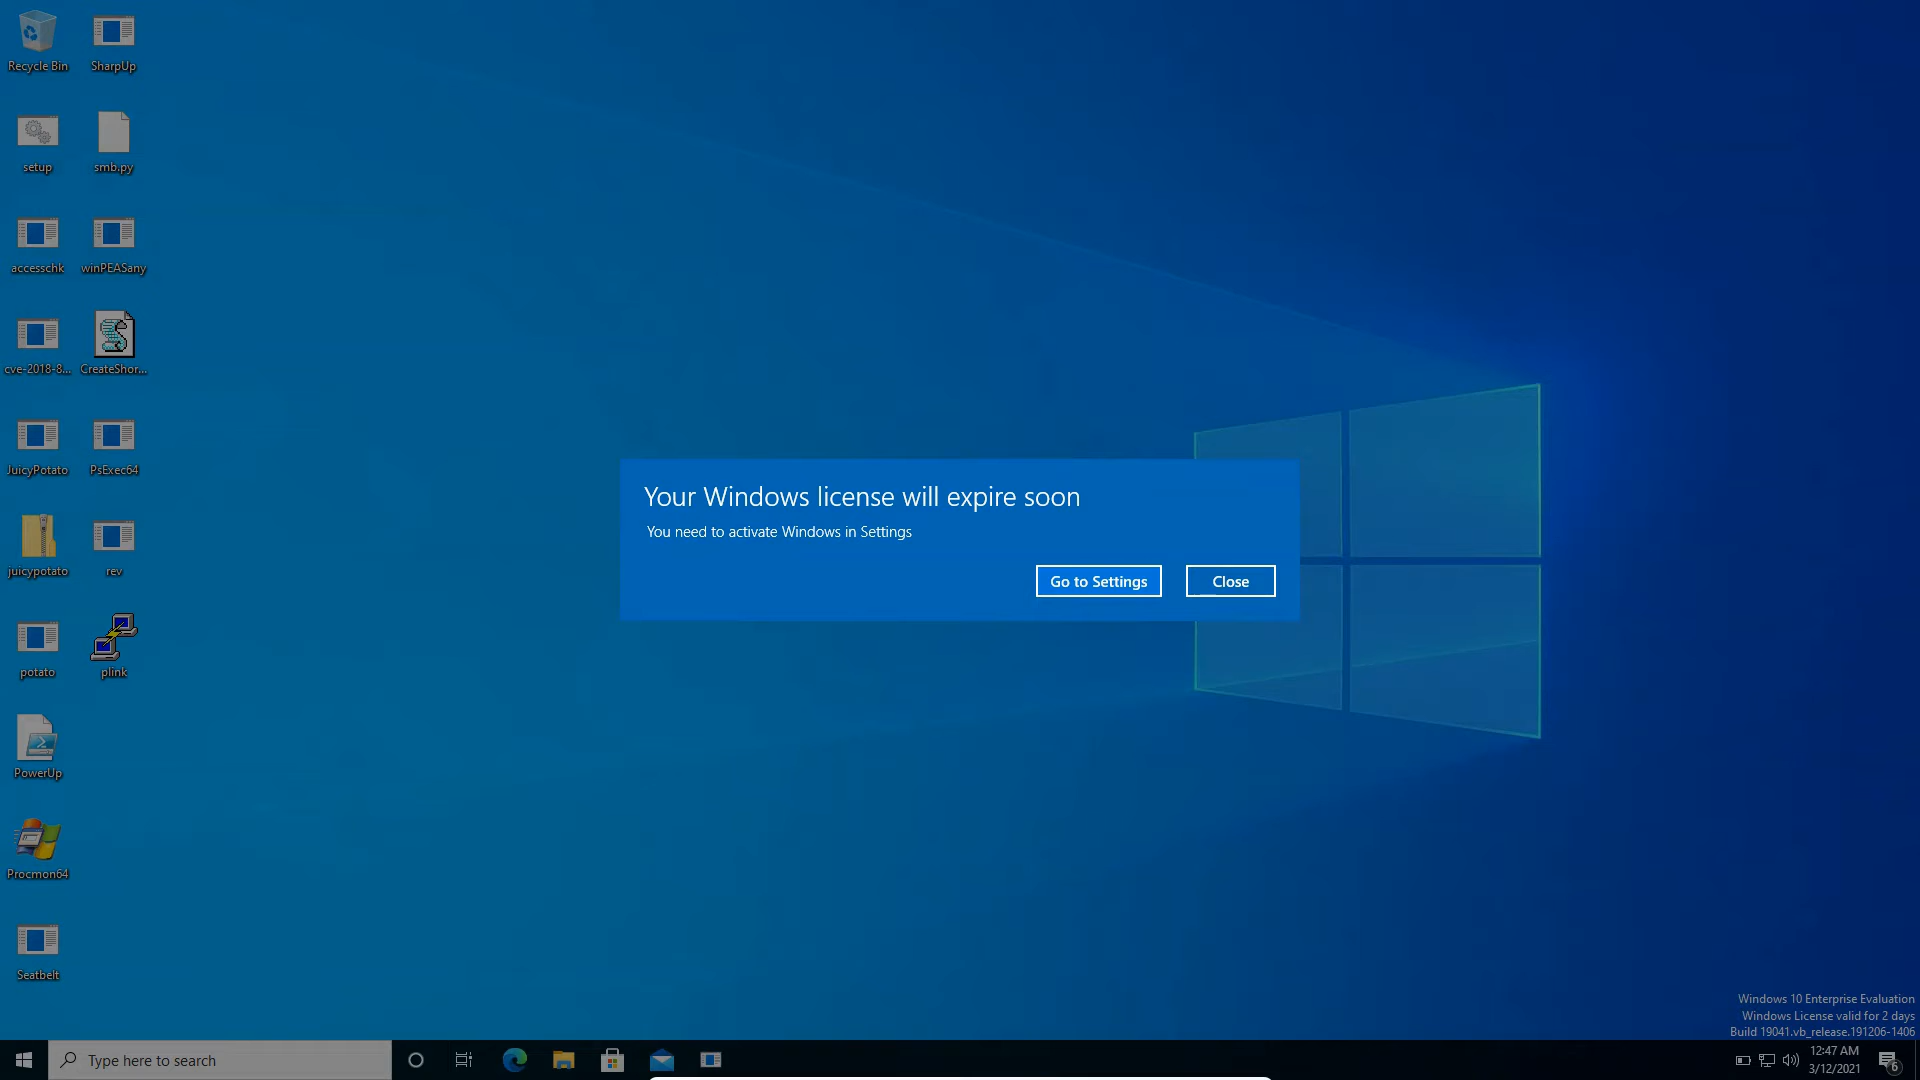 Recycle Bin
SharpUp
setup
smb.py
accesschk
winPEASany
cve-2018-8...
CreateShor...
JuicyPotato
PsExec64
juicypotato
rev
potato
plink
PowerUp
Procmon64
Seatbelt
Your Windows license will expire soon
You need to activate Windows in Settings
Go to Settings
Close
Windows 10 Enterprise Evaluation
Windows License valid for 2 days
Build 19041.vb_release.191206-1406
Type here to search
12:47 AM
3/12/2021
6